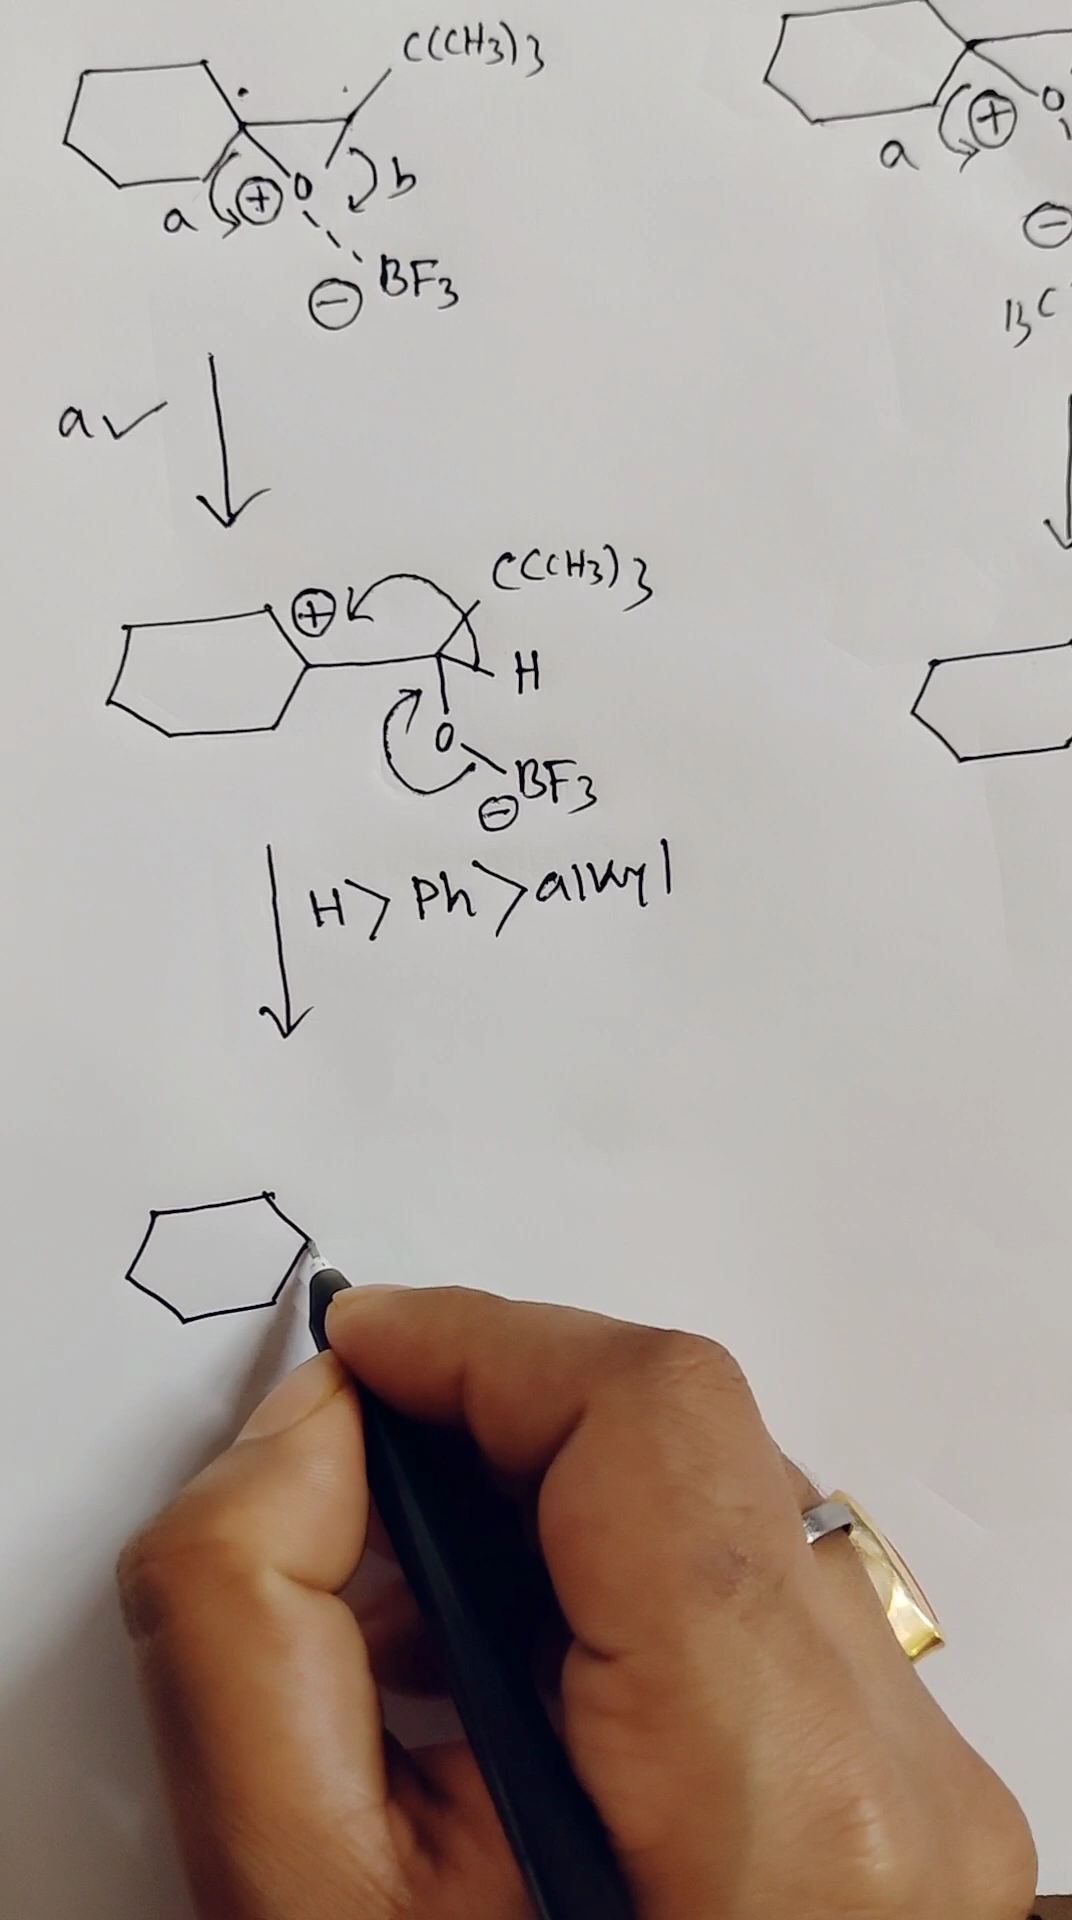 C(CH3)3
a ⊕ O b
⊖ BF3
a ⊕ O
⊖
a✓
⊕ C(CH3)3
H
O
⊖ BF3
H > Ph > alkyl